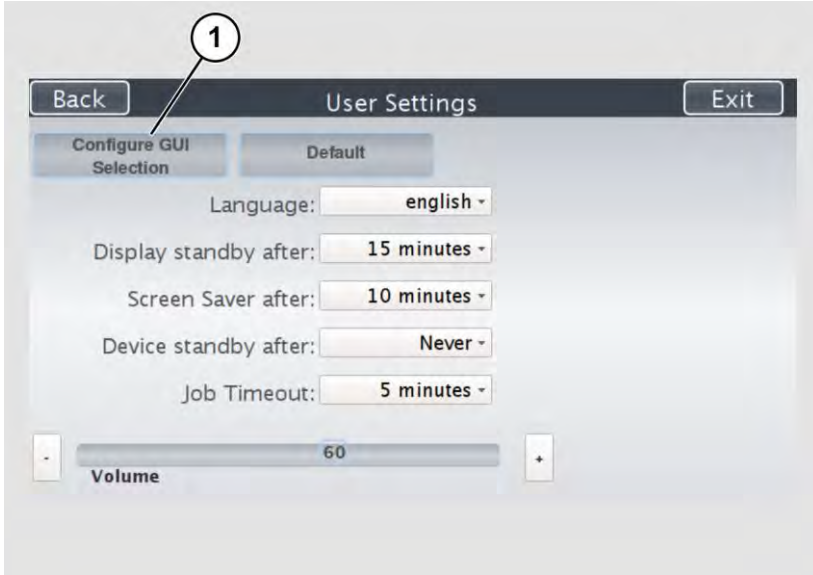 1
Back User Settings Exit
Configure GUI Default
Selection
Language: english
Display standby after: 15 minutes
Screen Saver after: 10 minutes
Device standby after: Never
Job Timeout: 5 minutes
- 60 +
Volume